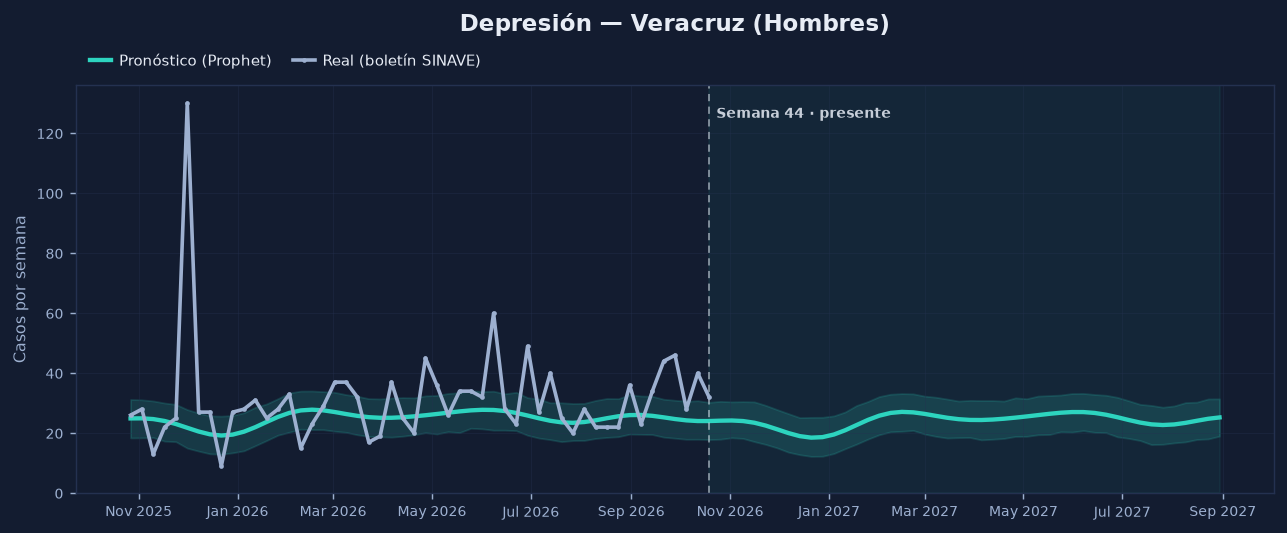 Depresión — Veracruz (Hombres)
Pronóstico (Prophet) Real (boletín SINAVE)
Semana 44 · presente
Casos por semana
120
100
80
60
40
20
0
Nov 2025 Jan 2026 Mar 2026 May 2026 Jul 2026 Sep 2026 Nov 2026 Jan 2027 Mar 2027 May 2027 Jul 2027 Sep 2027